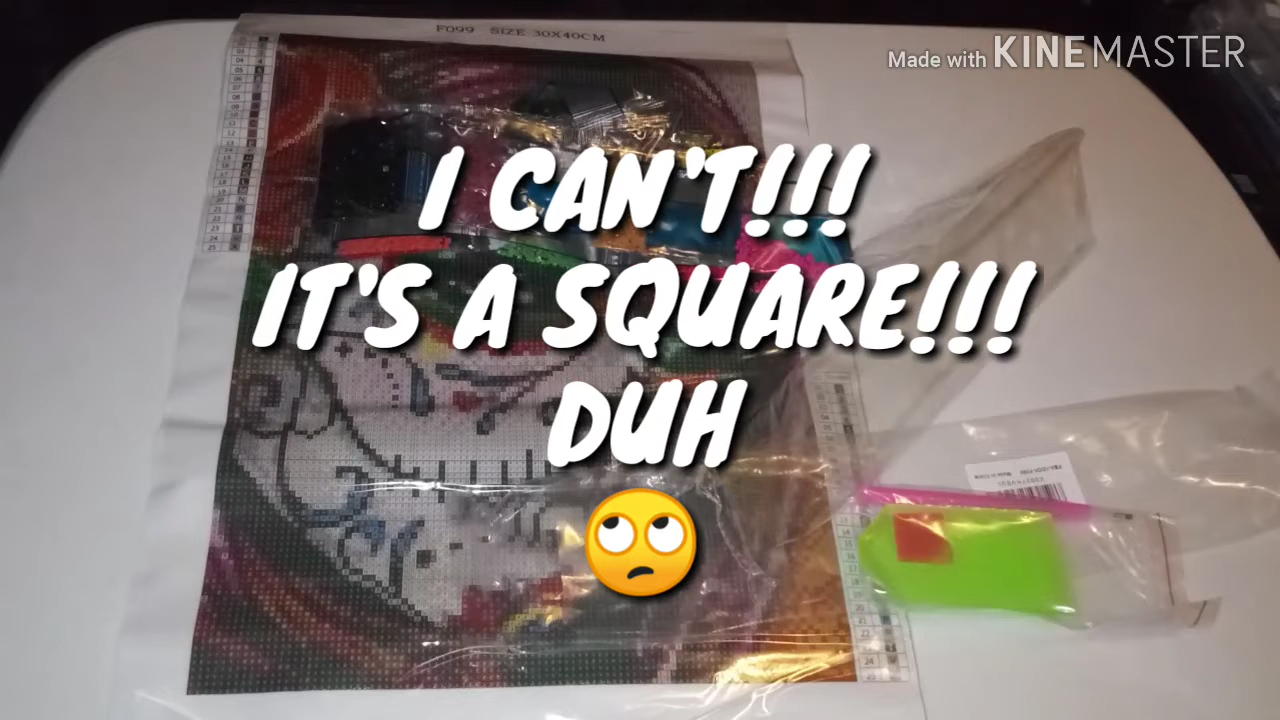 F099 SIZE 30X40CM
Made with KINEMASTER
I CAN'T!!!
IT'S A SQUARE!!!
DUH